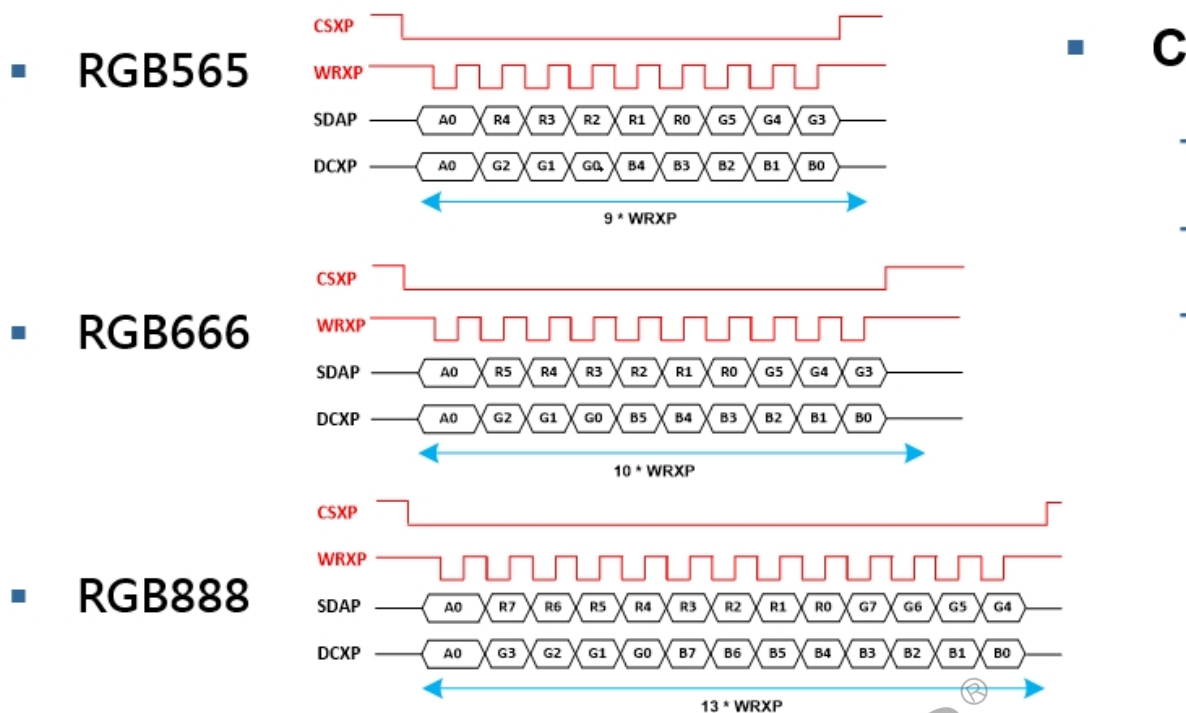 RGB565
CSXP
WRXP
SDAP A0 R4 R3 R2 R1 R0 G5 G4 G3
DCXP A0 G2 G1 G0 B4 B3 B2 B1 B0
9 * WRXP
RGB666
CSXP
WRXP
SDAP A0 R5 R4 R3 R2 R1 R0 G5 G4 G3
DCXP A0 G2 G1 G0 B5 B4 B3 B2 B1 B0
10 * WRXP
RGB888
CSXP
WRXP
SDAP A0 R7 R6 R5 R4 R3 R2 R1 R0 G7 G6 G5 G4
DCXP A0 G3 G2 G1 G0 B7 B6 B5 B4 B3 B2 B1 B0
13 * WRXP
C
®